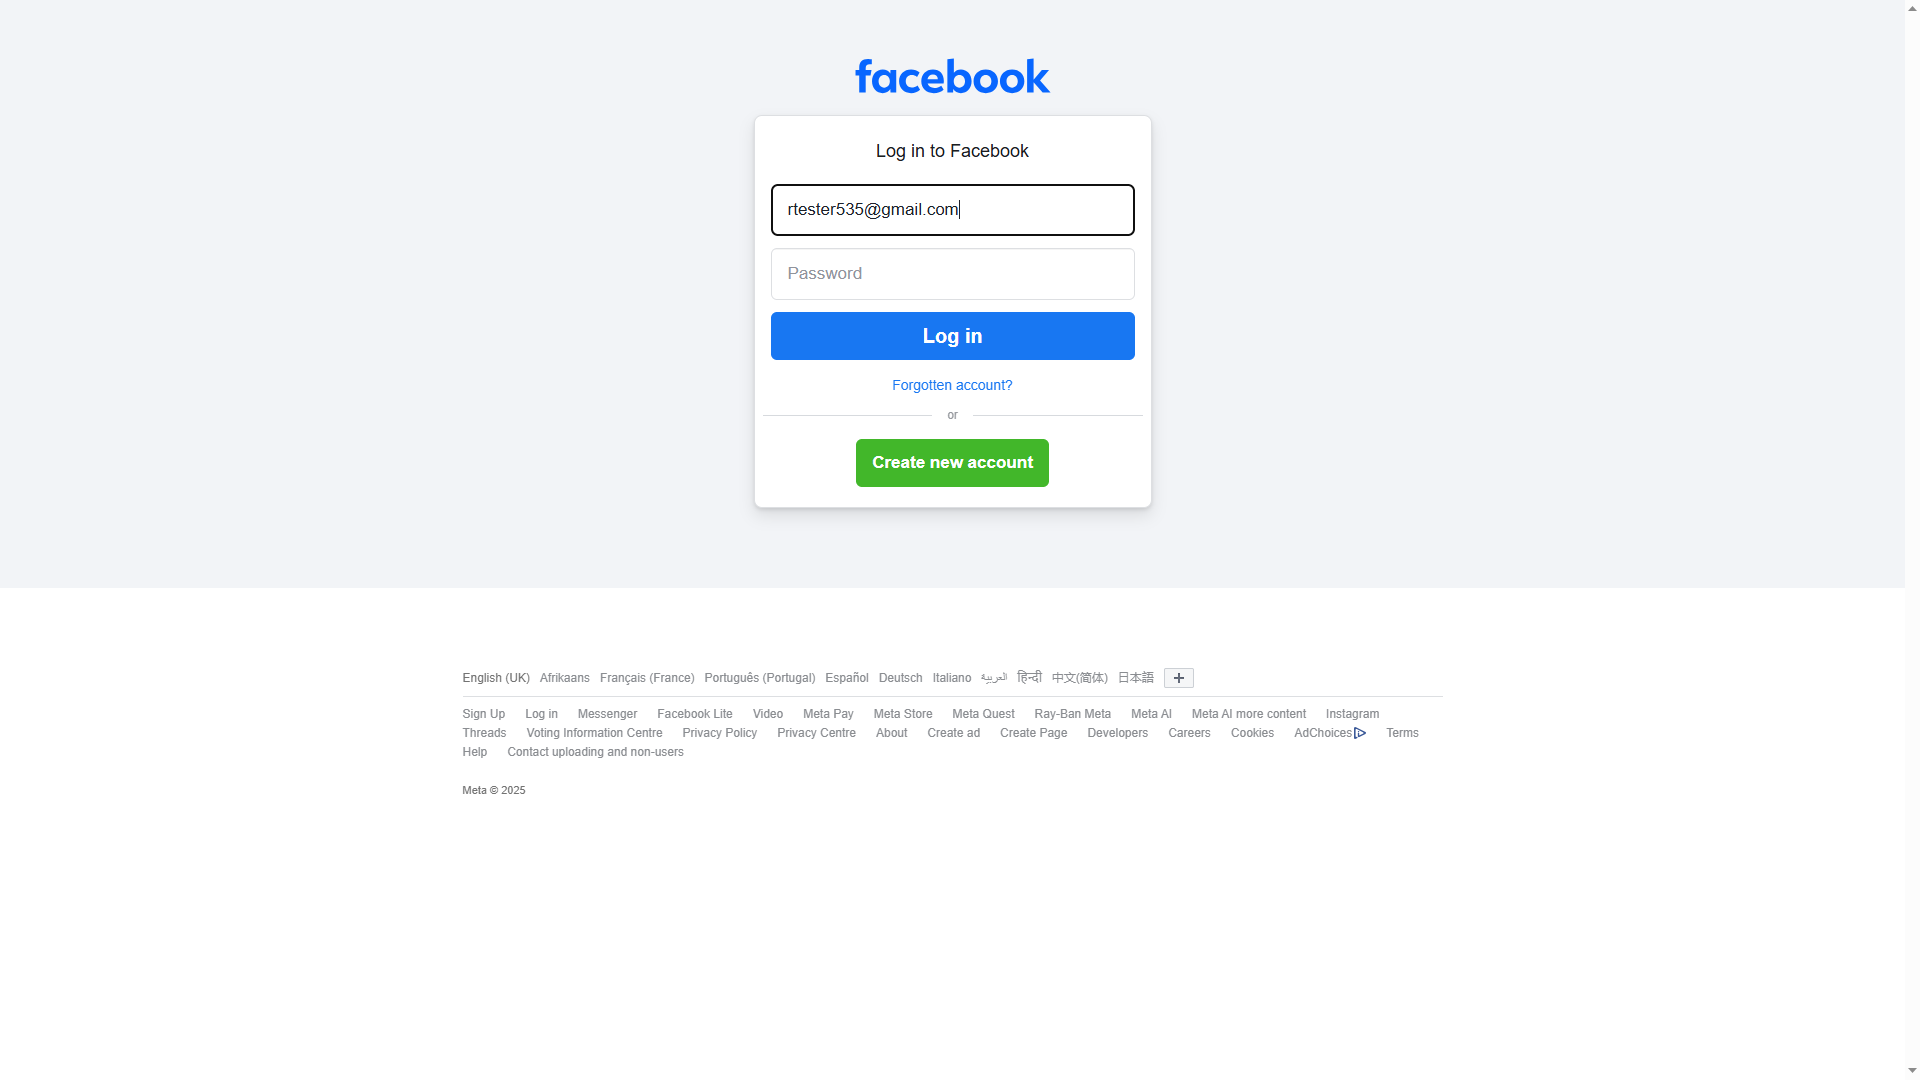 facebook
Log in to Facebook
rtester535@gmail.com
Password
Log in
Forgotten account?
or
Create new account
English (UK) Afrikaans Français (France) Português (Portugal) Español Deutsch Italiano العربية हिन्दी 中文(简体) 日本語
Sign Up Log in Messenger Facebook Lite Video Meta Pay Meta Store Meta Quest Ray-Ban Meta Meta AI Meta AI more content Instagram
Threads Voting Information Centre Privacy Policy Privacy Centre About Create ad Create Page Developers Careers Cookies AdChoices Terms
Help Contact uploading and non-users
Meta © 2025